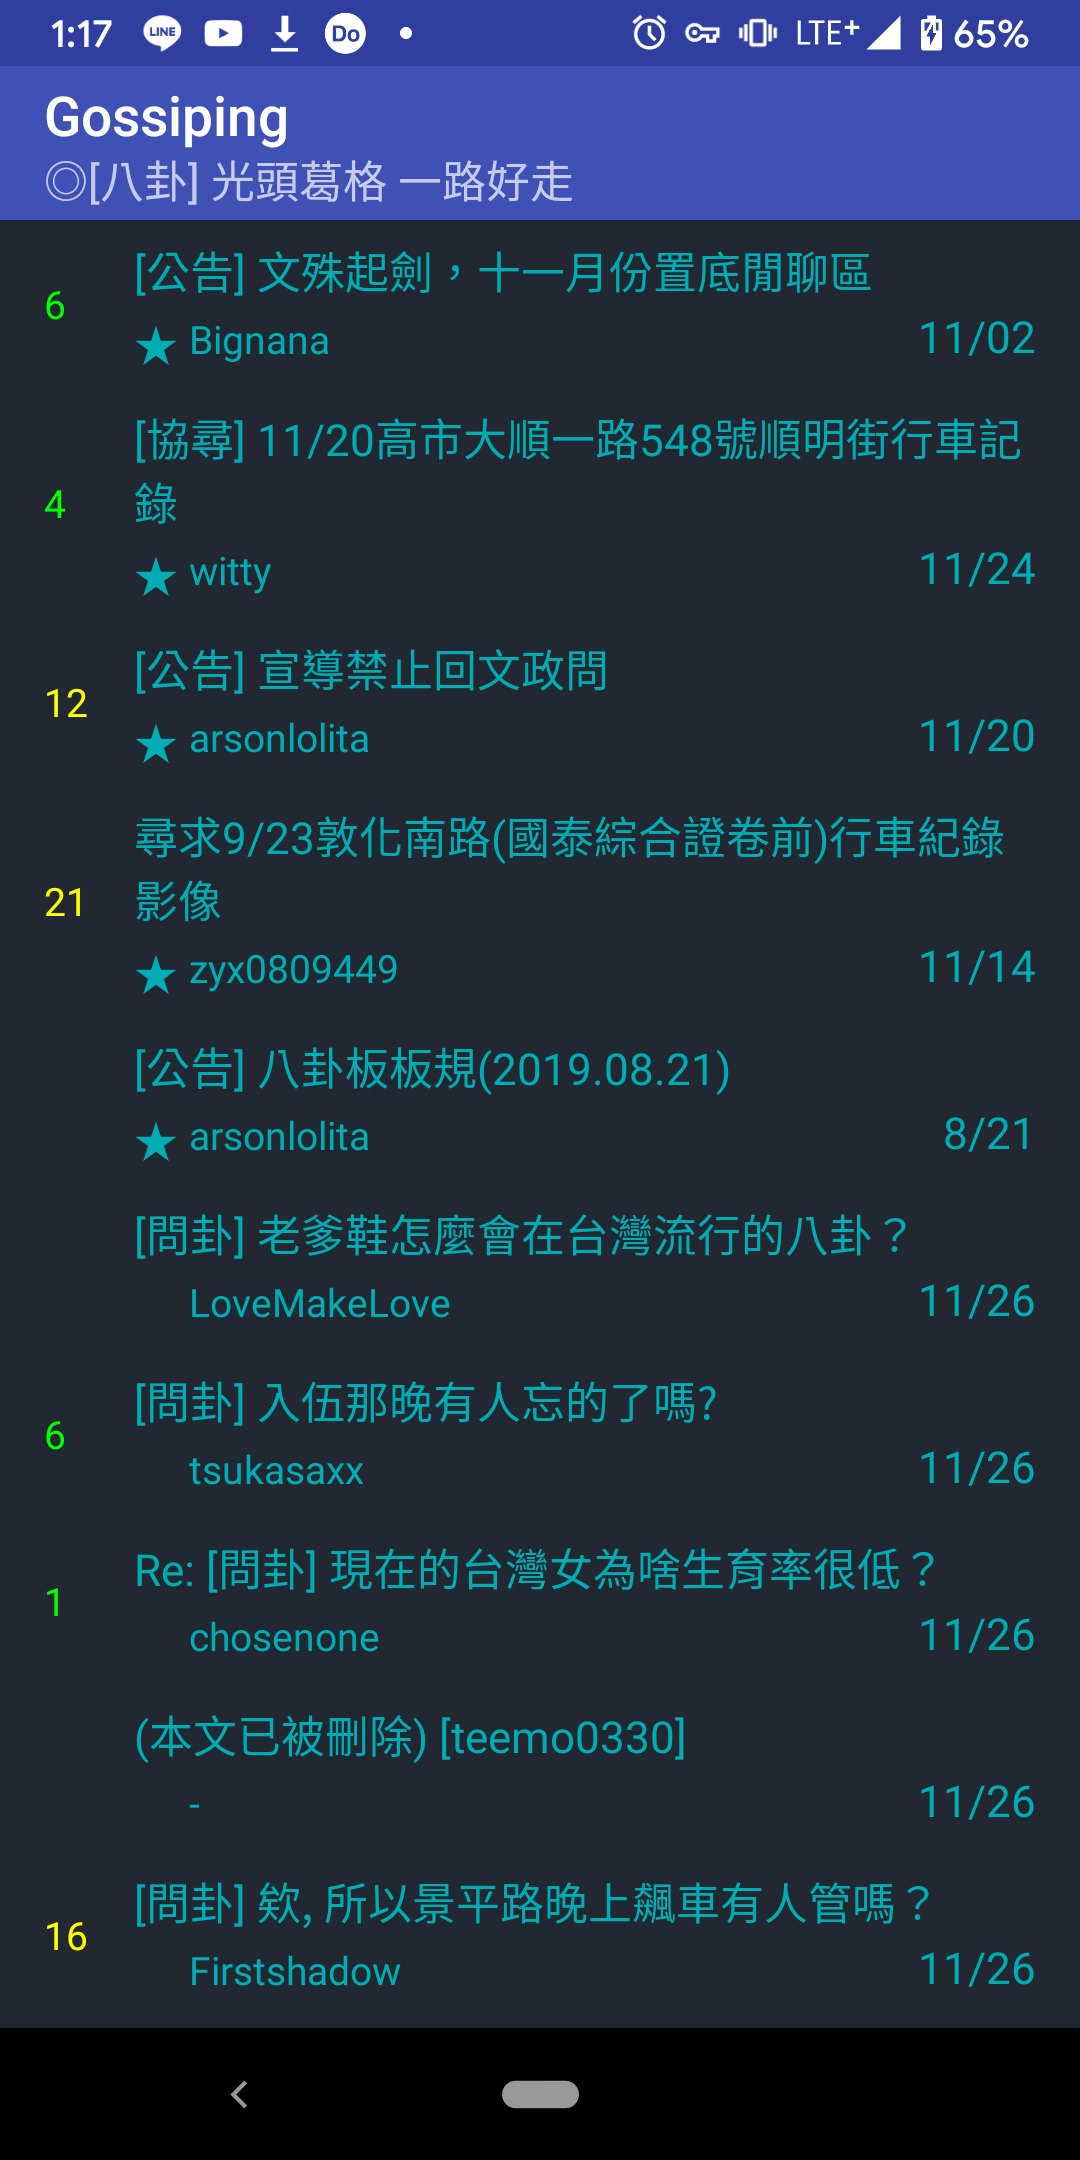 1:17 LINE Do LTE+ 65%
Gossiping
◎[八卦] 光頭葛格 一路好走
[公告] 文殊起劍，十一月份置底閒聊區
6
★ Bignana 11/02
[協尋] 11/20高市大順一路548號順明街行車記
錄
4
★ witty 11/24
[公告] 宣導禁止回文政問
12
★ arsonlolita 11/20
尋求9/23敦化南路(國泰綜合證卷前)行車紀錄
影像
21
★ zyx0809449 11/14
[公告] 八卦板板規(2019.08.21)
★ arsonlolita 8/21
[問卦] 老爹鞋怎麼會在台灣流行的八卦？
LoveMakeLove 11/26
[問卦] 入伍那晚有人忘的了嗎?
6
tsukasaxx 11/26
Re: [問卦] 現在的台灣女為啥生育率很低？
1
chosenone 11/26
(本文已被刪除) [teemo0330]
- 11/26
[問卦] 欸, 所以景平路晚上飆車有人管嗎？
16
Firstshadow 11/26